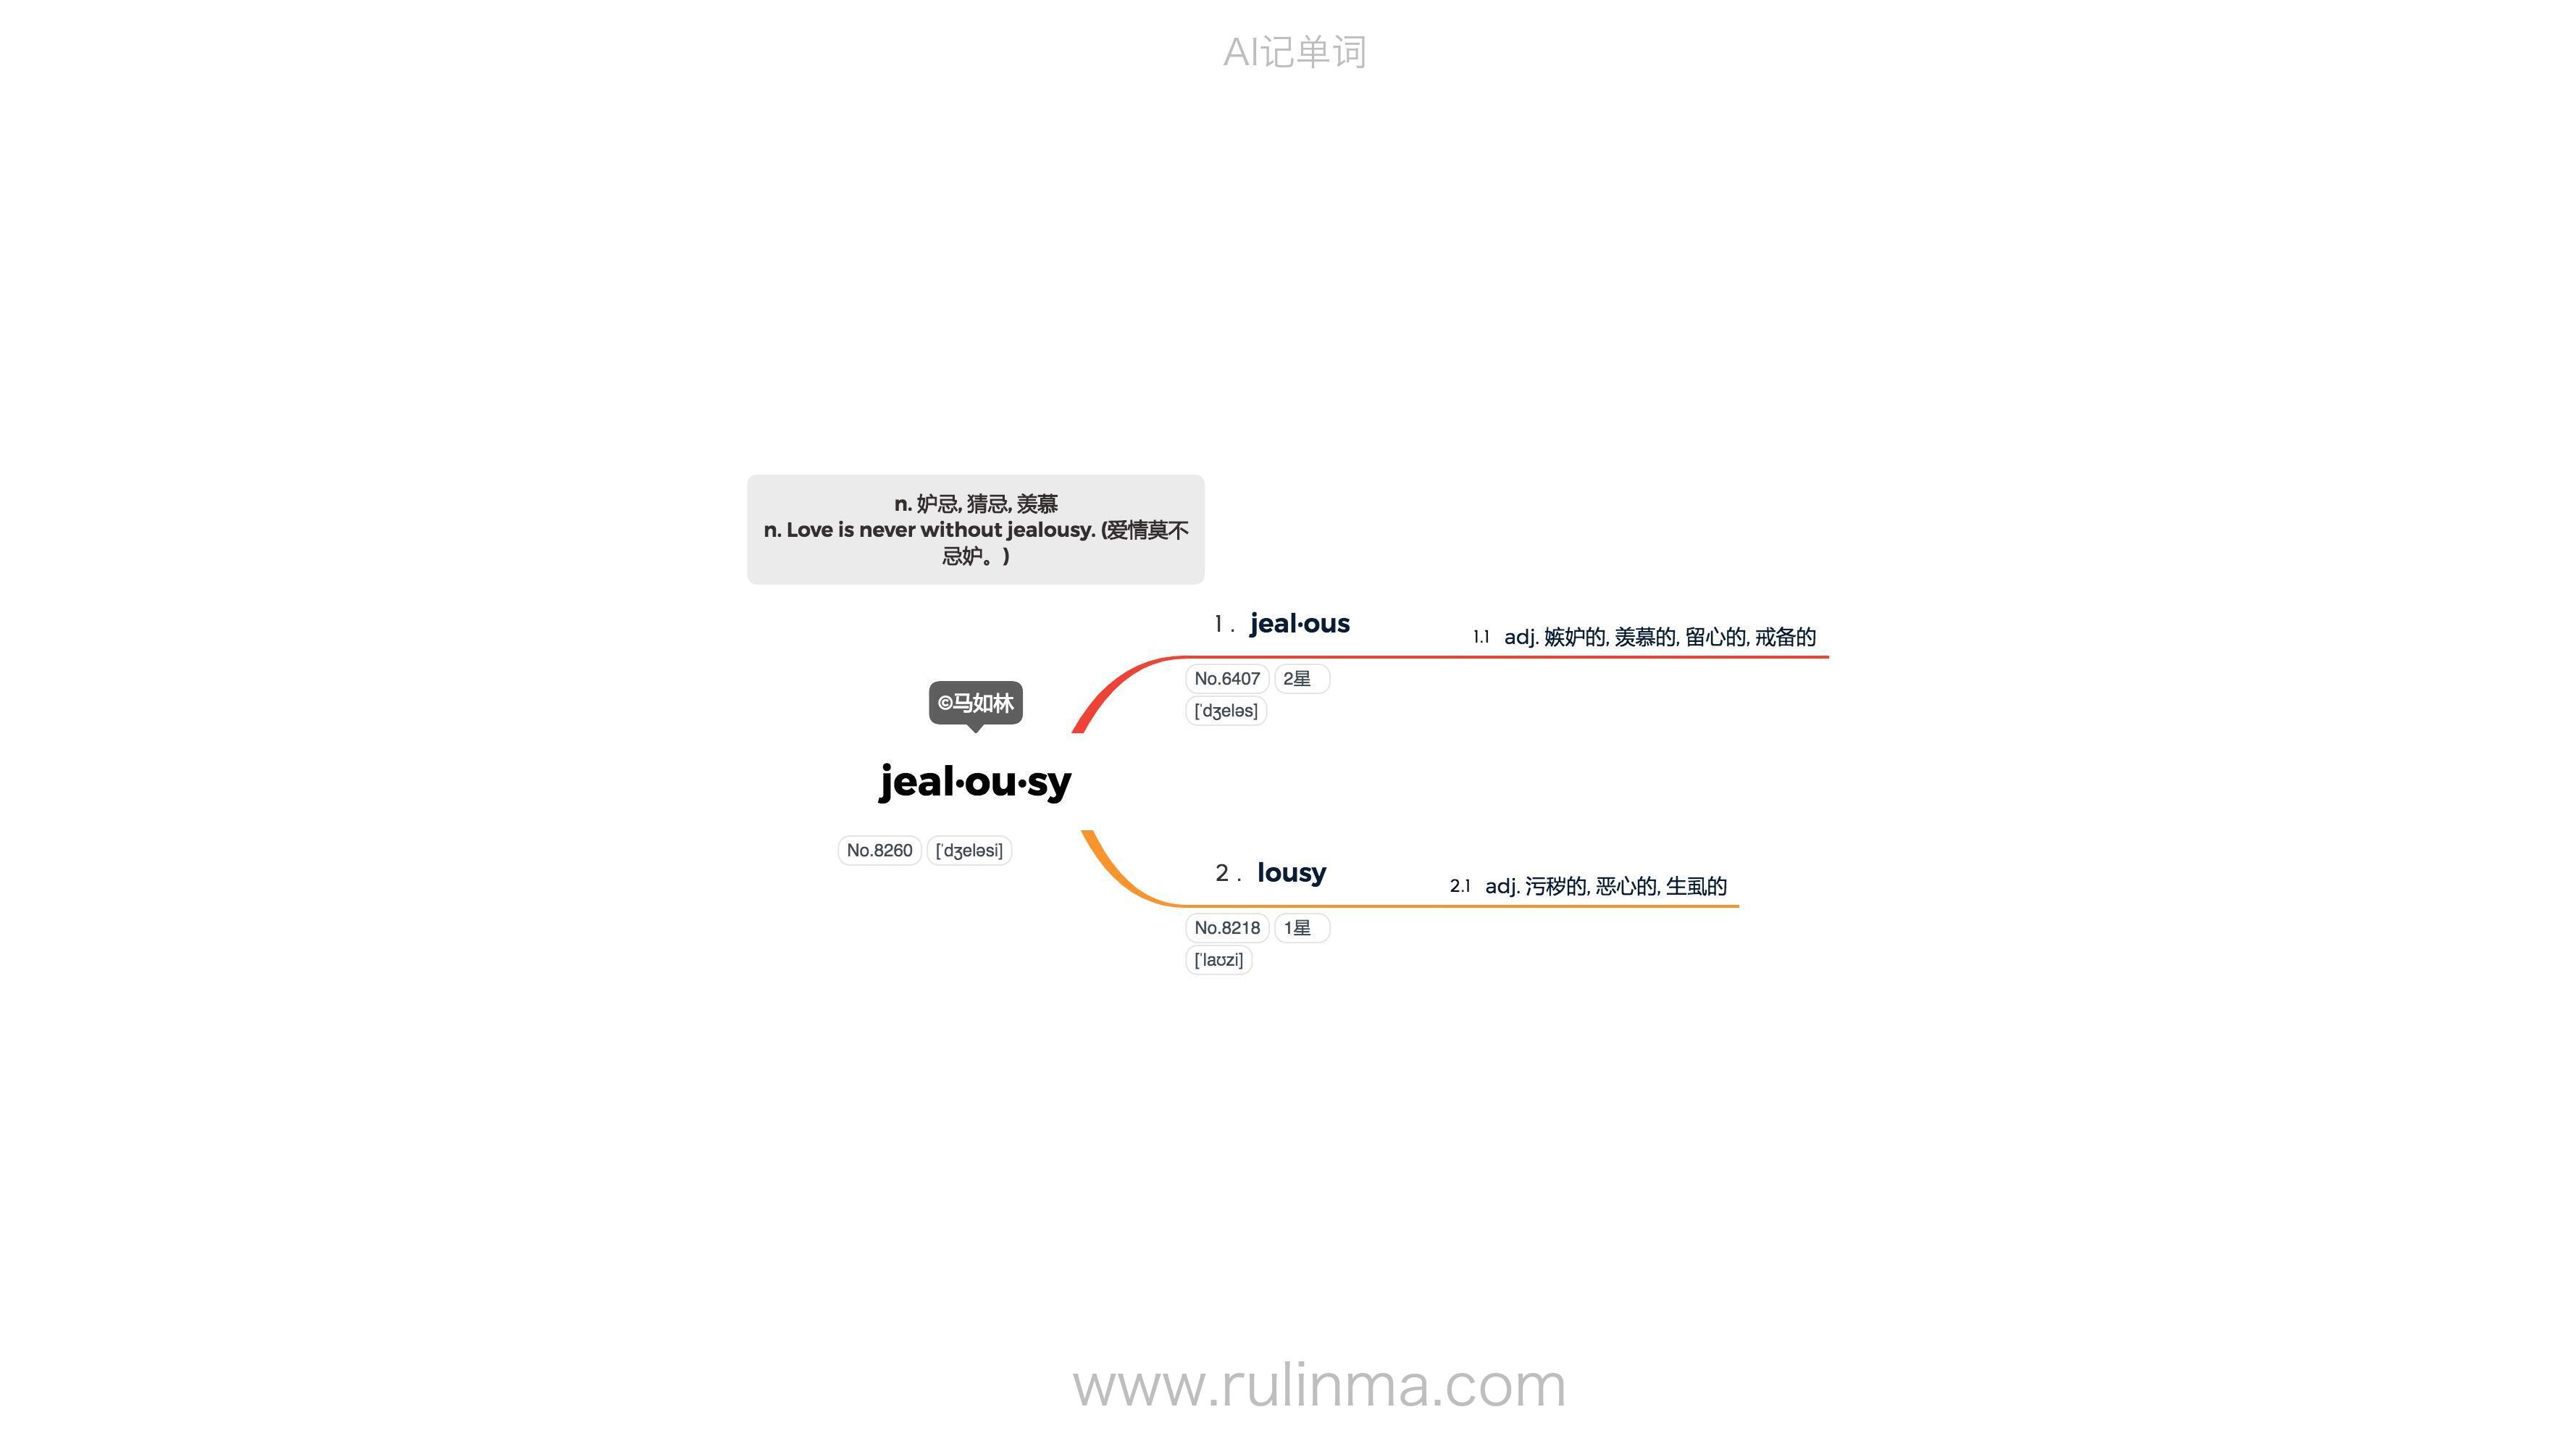 AI记单词
n. 妒忌, 猜忌, 羡慕
n. Love is never without jealousy. (爱情莫不
忌妒。)
1. jeal·ous
1.1 adj. 嫉妒的, 羡慕的, 留心的, 戒备的
No.6407 2星
[ˈdʒeləs]
©马如林
jeal·ou·sy
No.8260 [ˈdʒeləsi]
2. lousy
2.1 adj. 污秽的, 恶心的, 生虱的
No.8218 1星
[ˈlaʊzi]
www.rulinma.com